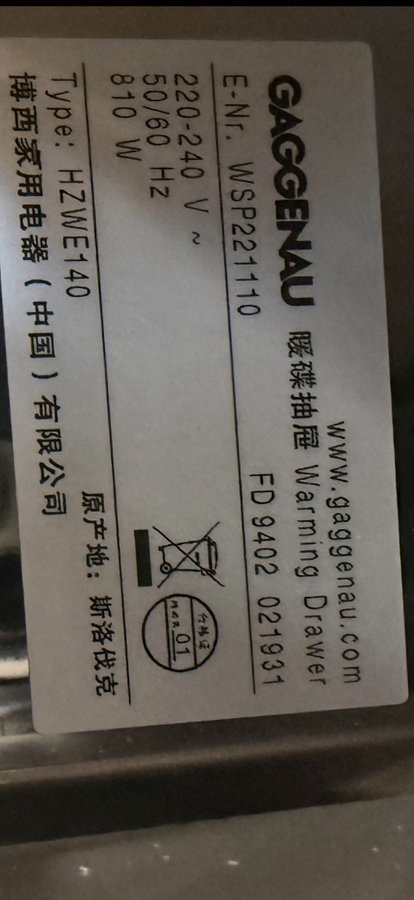 www.gaggenau.com
GAGGENAU 暖碟抽屉 Warming Drawer
E-Nr. WSP221110 FD 9402 021931
220-240 V ~
50/60 Hz
810 W
合格证
01
Type: HZWE140 原产地：斯洛伐克
博西家用电器（中国）有限公司